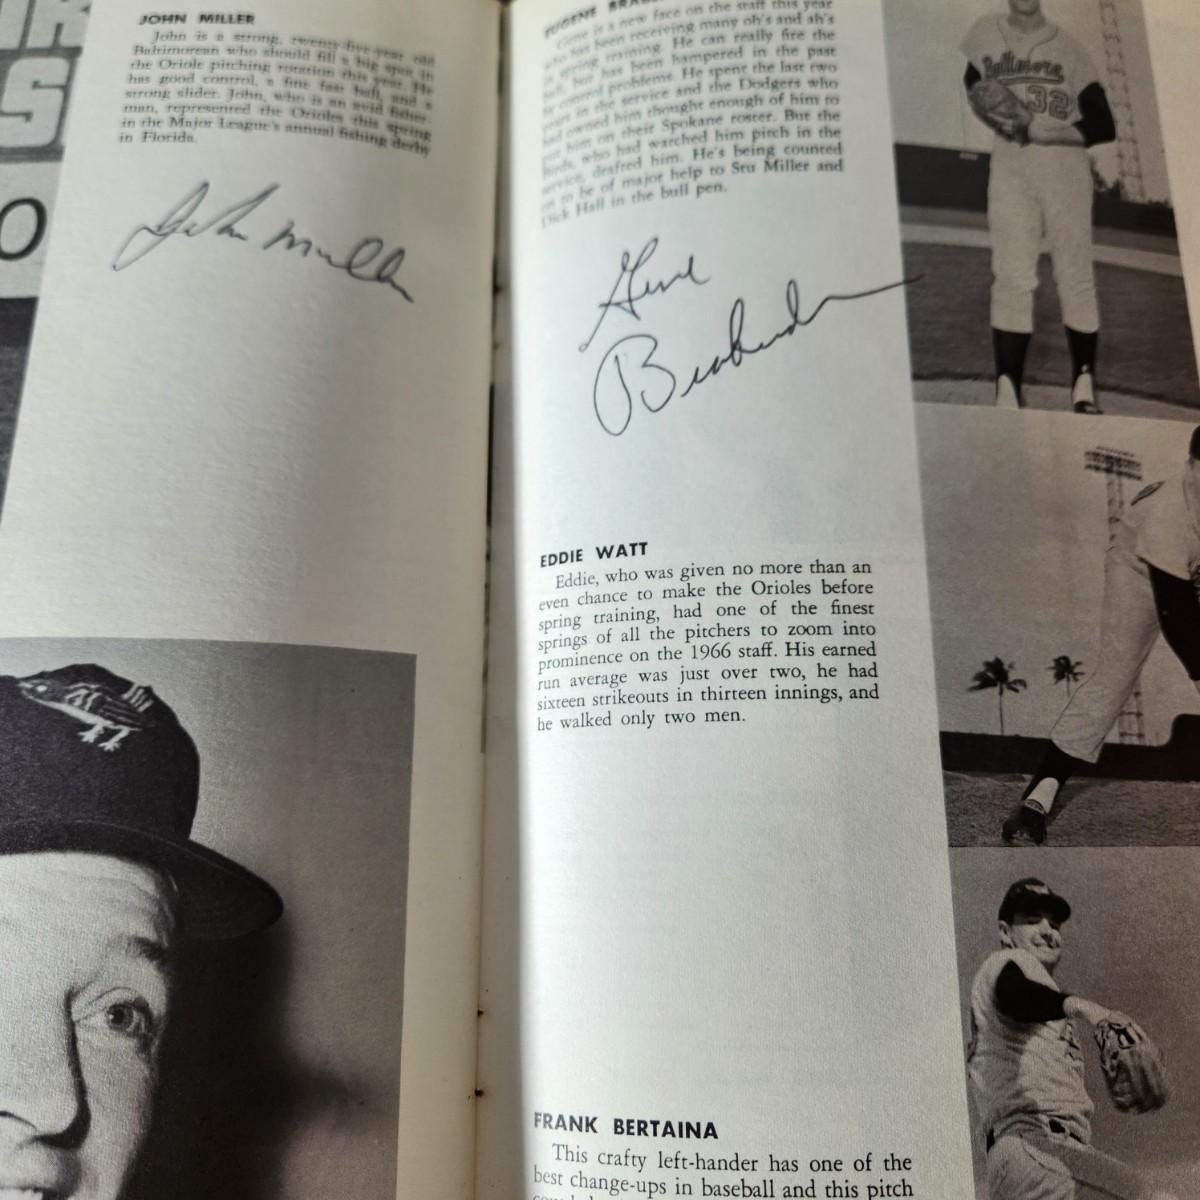 JOHN MILLER
John is a strong, twenty-five-year old
Baltimorean who should fill a big spot in
the Oriole pitching rotation this year. He
has good control, a fine fast ball, and a
strong slider. John, who is an avid fisher-
man, represented the Orioles this spring
in the Major League's annual fishing derby
in Florida.
John Miller
EUGENE
Gene is a new face on the staff this year
who has been receiving many oh's and ah's
in spring training. He can really fire the
ball, but has been hampered in the past
by control problems. He spent the last two
years in the service and the Dodgers who
had owned him thought enough of him to
put him on their Spokane roster. But the
Birds, who had watched him pitch in the
service, drafted him. He's being counted
on to be of major help to Stu Miller and
Dick Hall in the bull pen.
Gene
Brabender
Baltimore
32
EDDIE WATT
Eddie, who was given no more than an
even chance to make the Orioles before
spring training, had one of the finest
springs of all the pitchers to zoom into
prominence on the 1966 staff. His earned
run average was just over two, he had
sixteen strikeouts in thirteen innings, and
he walked only two men.
FRANK BERTAINA
This crafty left-hander has one of the
best change-ups in baseball and this pitch